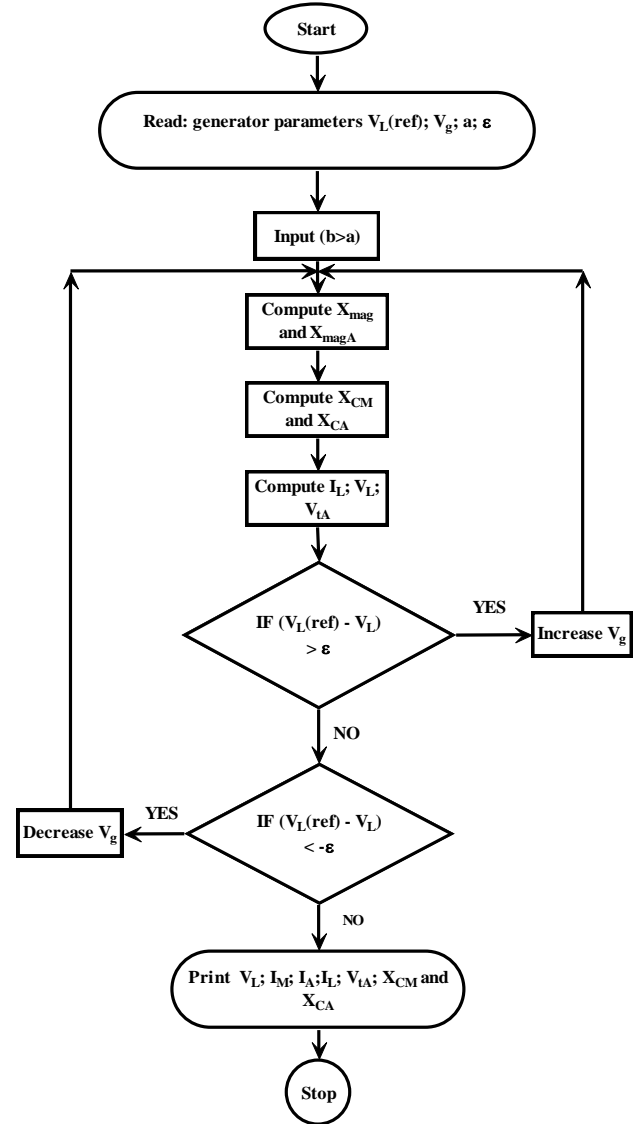 Start
Read: generator parameters V_L(ref); V_g; a; ε
Input (b>a)
Compute X_mag
and X_magA
Compute X_CM
and X_CA
Compute I_L; V_L;
V_tA
IF (V_L(ref) - V_L)
> ε
YES
Increase V_g
NO
IF (V_L(ref) - V_L)
< -ε
YES
Decrease V_g
NO
Print V_L; I_M; I_A;I_L; V_tA; X_CM and
X_CA
Stop